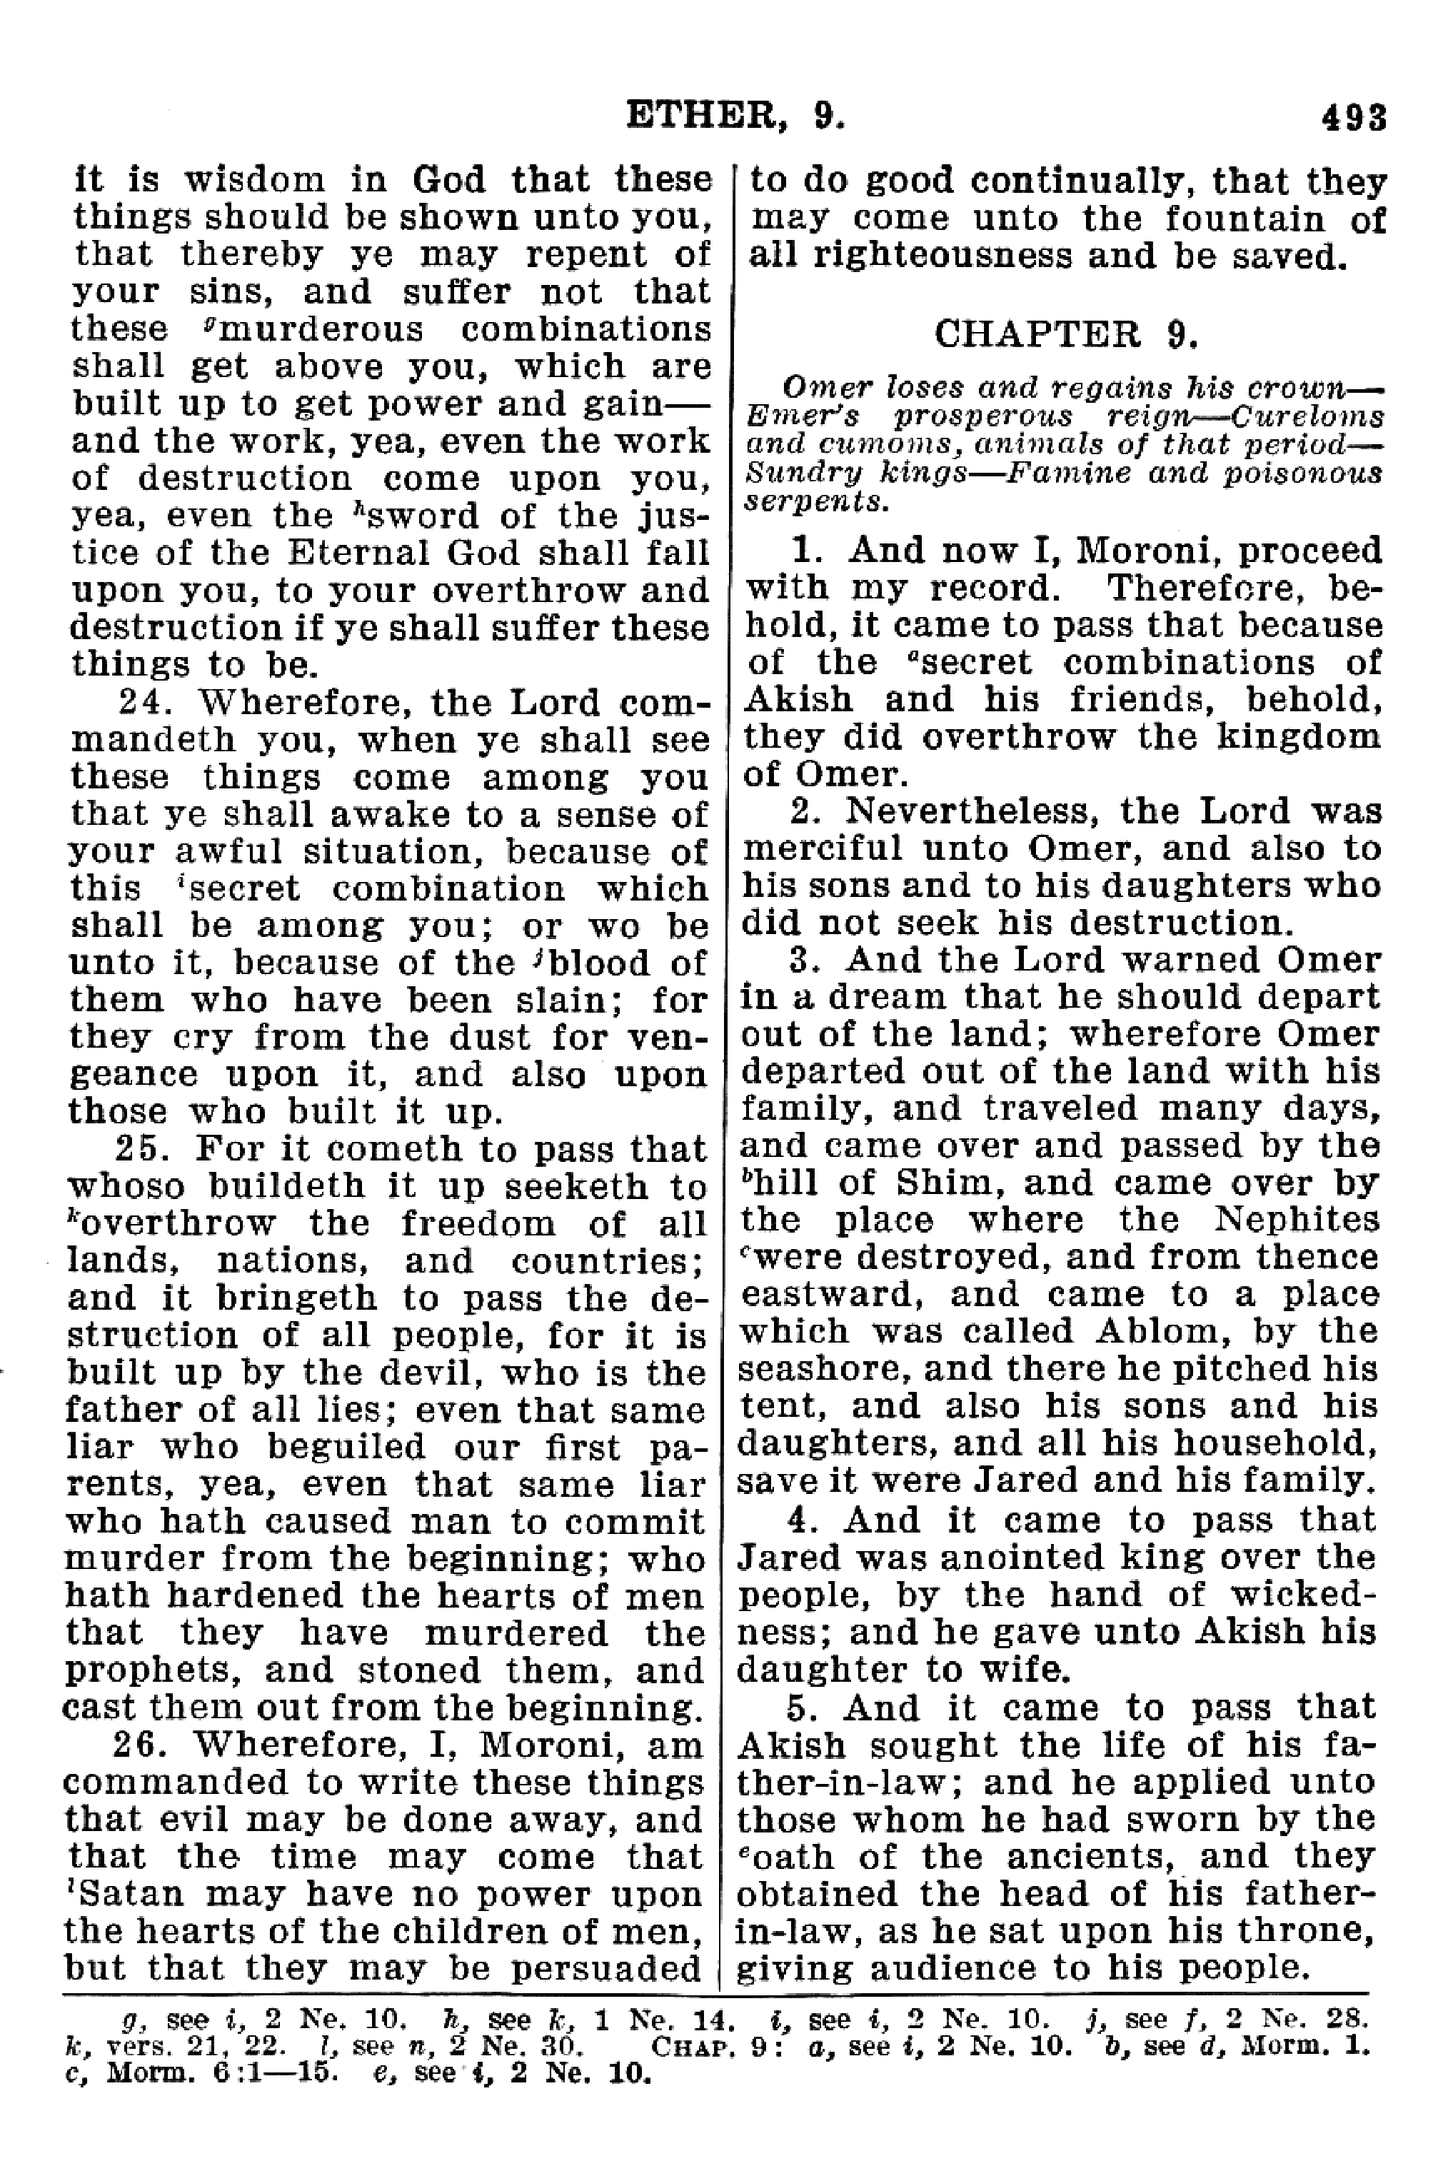 ETHER, 9.
493
it is wisdom in God that these
things should be shown unto you,
that thereby ye may repent of
your sins, and suffer not that
these gmurderous combinations
shall get above you, which are
built up to get power and gain—
and the work, yea, even the work
of destruction come upon you,
yea, even the hsword of the jus-
tice of the Eternal God shall fall
upon you, to your overthrow and
destruction if ye shall suffer these
things to be.
24. Wherefore, the Lord com-
mandeth you, when ye shall see
these things come among you
that ye shall awake to a sense of
your awful situation, because of
this isecret combination which
shall be among you; or wo be
unto it, because of the jblood of
them who have been slain; for
they cry from the dust for ven-
geance upon it, and also upon
those who built it up.
25. For it cometh to pass that
whoso buildeth it up seeketh to
koverthrow the freedom of all
lands, nations, and countries;
and it bringeth to pass the de-
struction of all people, for it is
built up by the devil, who is the
father of all lies; even that same
liar who beguiled our first pa-
rents, yea, even that same liar
who hath caused man to commit
murder from the beginning; who
hath hardened the hearts of men
that they have murdered the
prophets, and stoned them, and
cast them out from the beginning.
26. Wherefore, I, Moroni, am
commanded to write these things
that evil may be done away, and
that the time may come that
lSatan may have no power upon
the hearts of the children of men,
but that they may be persuaded
to do good continually, that they
may come unto the fountain of
all righteousness and be saved.
CHAPTER 9.
Omer loses and regains his crown—
Emer's prosperous reign—Cureloms
and cumoms, animals of that period—
Sundry kings—Famine and poisonous
serpents.
1. And now I, Moroni, proceed
with my record. Therefore, be-
hold, it came to pass that because
of the asecret combinations of
Akish and his friends, behold,
they did overthrow the kingdom
of Omer.
2. Nevertheless, the Lord was
merciful unto Omer, and also to
his sons and to his daughters who
did not seek his destruction.
3. And the Lord warned Omer
in a dream that he should depart
out of the land; wherefore Omer
departed out of the land with his
family, and traveled many days,
and came over and passed by the
bhill of Shim, and came over by
the place where the Nephites
cwere destroyed, and from thence
eastward, and came to a place
which was called Ablom, by the
seashore, and there he pitched his
tent, and also his sons and his
daughters, and all his household,
save it were Jared and his family.
4. And it came to pass that
Jared was anointed king over the
people, by the hand of wicked-
ness; and he gave unto Akish his
daughter to wife.
5. And it came to pass that
Akish sought the life of his fa-
ther-in-law; and he applied unto
those whom he had sworn by the
eoath of the ancients, and they
obtained the head of his father-
in-law, as he sat upon his throne,
giving audience to his people.
g, see i, 2 Ne. 10. h, see k, 1 Ne. 14. i, see i, 2 Ne. 10. j, see f, 2 Ne. 28.
k, vers. 21, 22. l, see n, 2 Ne. 30. CHAP. 9: a, see i, 2 Ne. 10. b, see d, Morm. 1.
c, Morm. 6:1—15. e, see i, 2 Ne. 10.